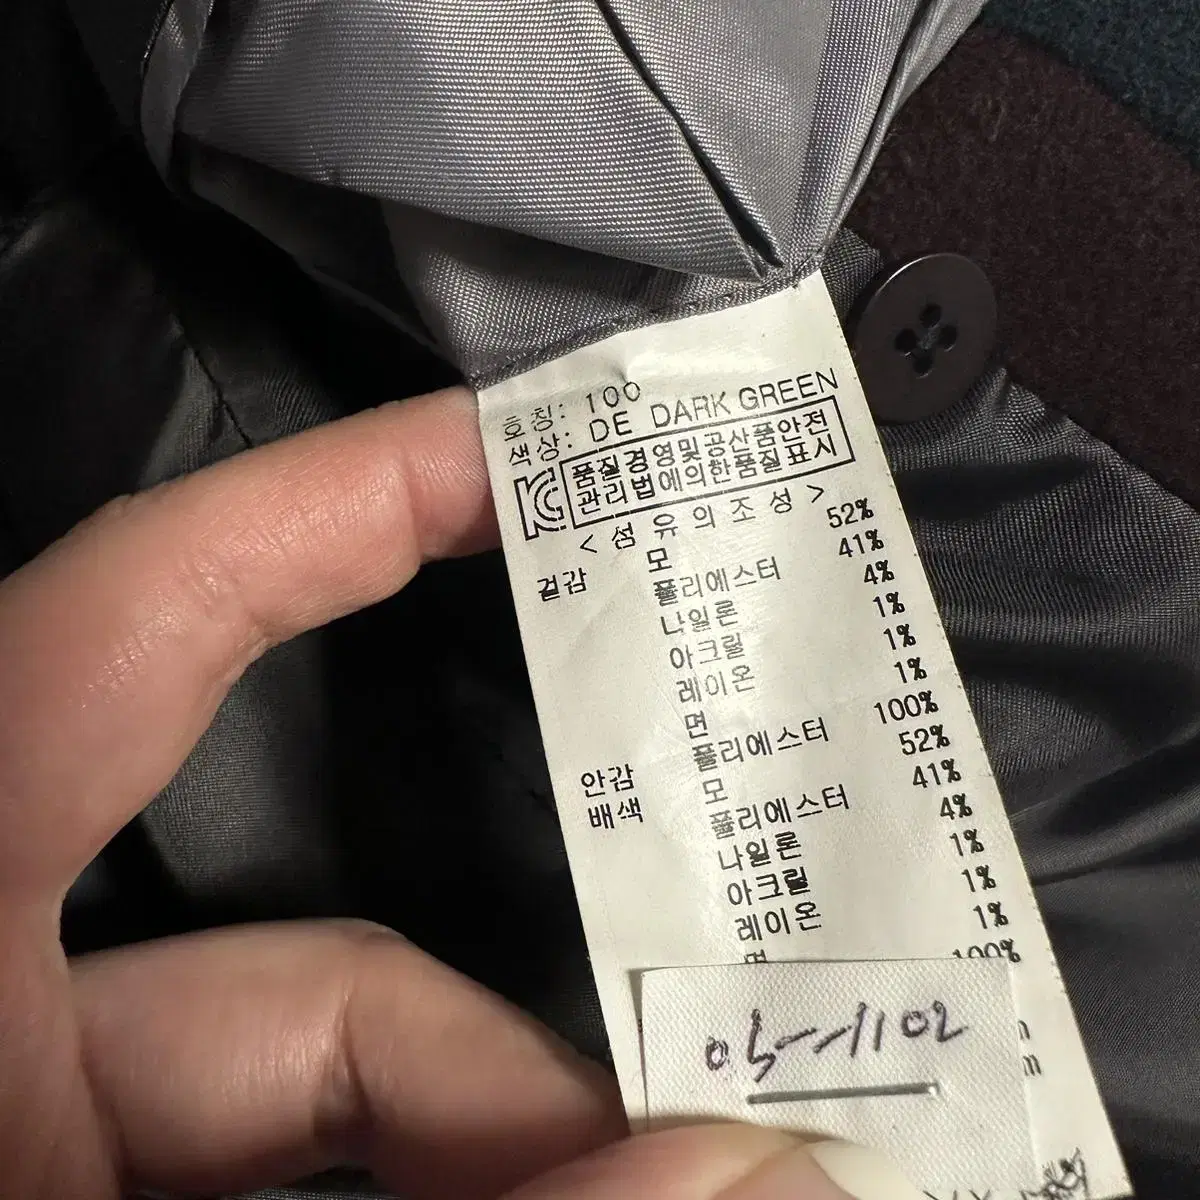 호칭: 100
색상: DE DARK GREEN
품질경영및공산품안전
관리법에의한품질표시
< 섬 유 의 조 성 >
겉감 모 52%
폴리에스터 41%
나일론 4%
아크릴 1%
레이온 1%
면 1%
안감 폴리에스터 100%
배색 모 52%
폴리에스터 41%
나일론 4%
아크릴 1%
레이온 1%
면 1%
100%